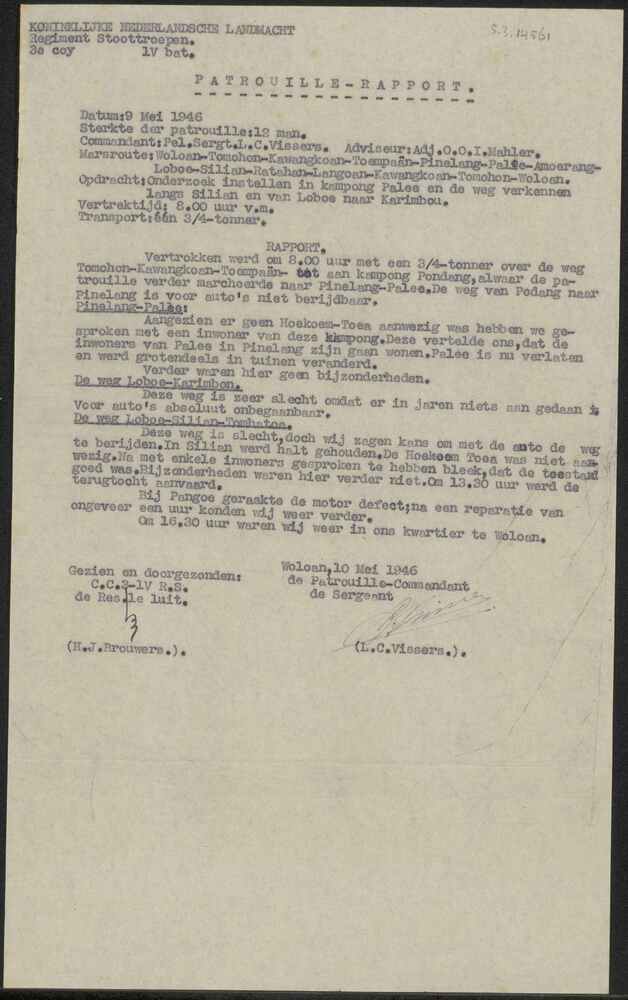 S.3.14561
KONINKLIJKE NEDERLANDSCHE LANDMACHT
Regiment Stoottroepen.
3e coy 1V bat.
PATROUILLE-RAPPORT.
Datum:9 Mei 1946
Sterkte der patrouille:12 man.
Commandant:Pel.Sergt.L.C.Vissers. Adviseur:Adj.O.O.I.Mahler.
Marsroute:Woloan-Tomohon-Kawangkoan-Toempaän-Pinelang-Palée-Amoerang-
Loboe-Silian-Ratahan-Langoan-Kawangkoan-Tomohon-Woloan.
Opdracht:Onderzoek instellen in kampong Palee en de weg verkennen
langs Silian en van Loboe naar Karimbou.
Vertrektijd: 8.00 uur v.m.
Transport:één 3/4-tonner.
RAPPORT.
Vertrokken werd om 8.00 uur met een 3/4-tonner over de weg
Tomohon-Kawangkoan-Toempaän- tot aan kampong Pondang,alwaar de pa-
trouille verder marcheerde naar Pinelang-Palee.De weg van Podang naar
Pinelang is voor auto's niet berijdbaar.
Pinelang-Palée:
Aangezien er geen Hoekoem-Toea aanwezig was hebben we ge-
sproken met een inwoner van deze kampong.Deze vertelde ons,dat de
inwoners van Palee in Pinelang zijn gaan wonen.Palee is nu verlaten
en werd grotendeels in tuinen veranderd.
Verder waren hier geen bijzonderheden.
De weg Loboe-Karimbon.
Deze weg is zeer slecht omdat er in jaren niets aan gedaan is
Voor auto's absoluut onbegaanbaar.
De weg Loboe-Silian-Tombatoe.
Deze weg is slecht,doch wij zagen kans om met de auto de weg
te berijden.In Silian werd halt gehouden.De Hoekoem Toea was niet aan-
wezig.Na met enkele inwoners gesproken te hebben bleek,dat de toestand
goed was.Bijzonderheden waren hier verder niet.Om 13.30 uur werd de
terugtocht aanvaard.
Bij Pangoe geraakte de motor defect;na een reparatie van
ongeveer een uur konden wij weer verder.
Om 16.30 uur waren wij weer in ons kwartier te Woloan.
Gezien en doorgezonden:
C.C.3-1V R.S.
de Res.1e luit.
(H.J.Brouwers.).
Woloan,10 Mei 1946
de Patrouille-Commandant
de Sergeant
(L.C.Vissers.).